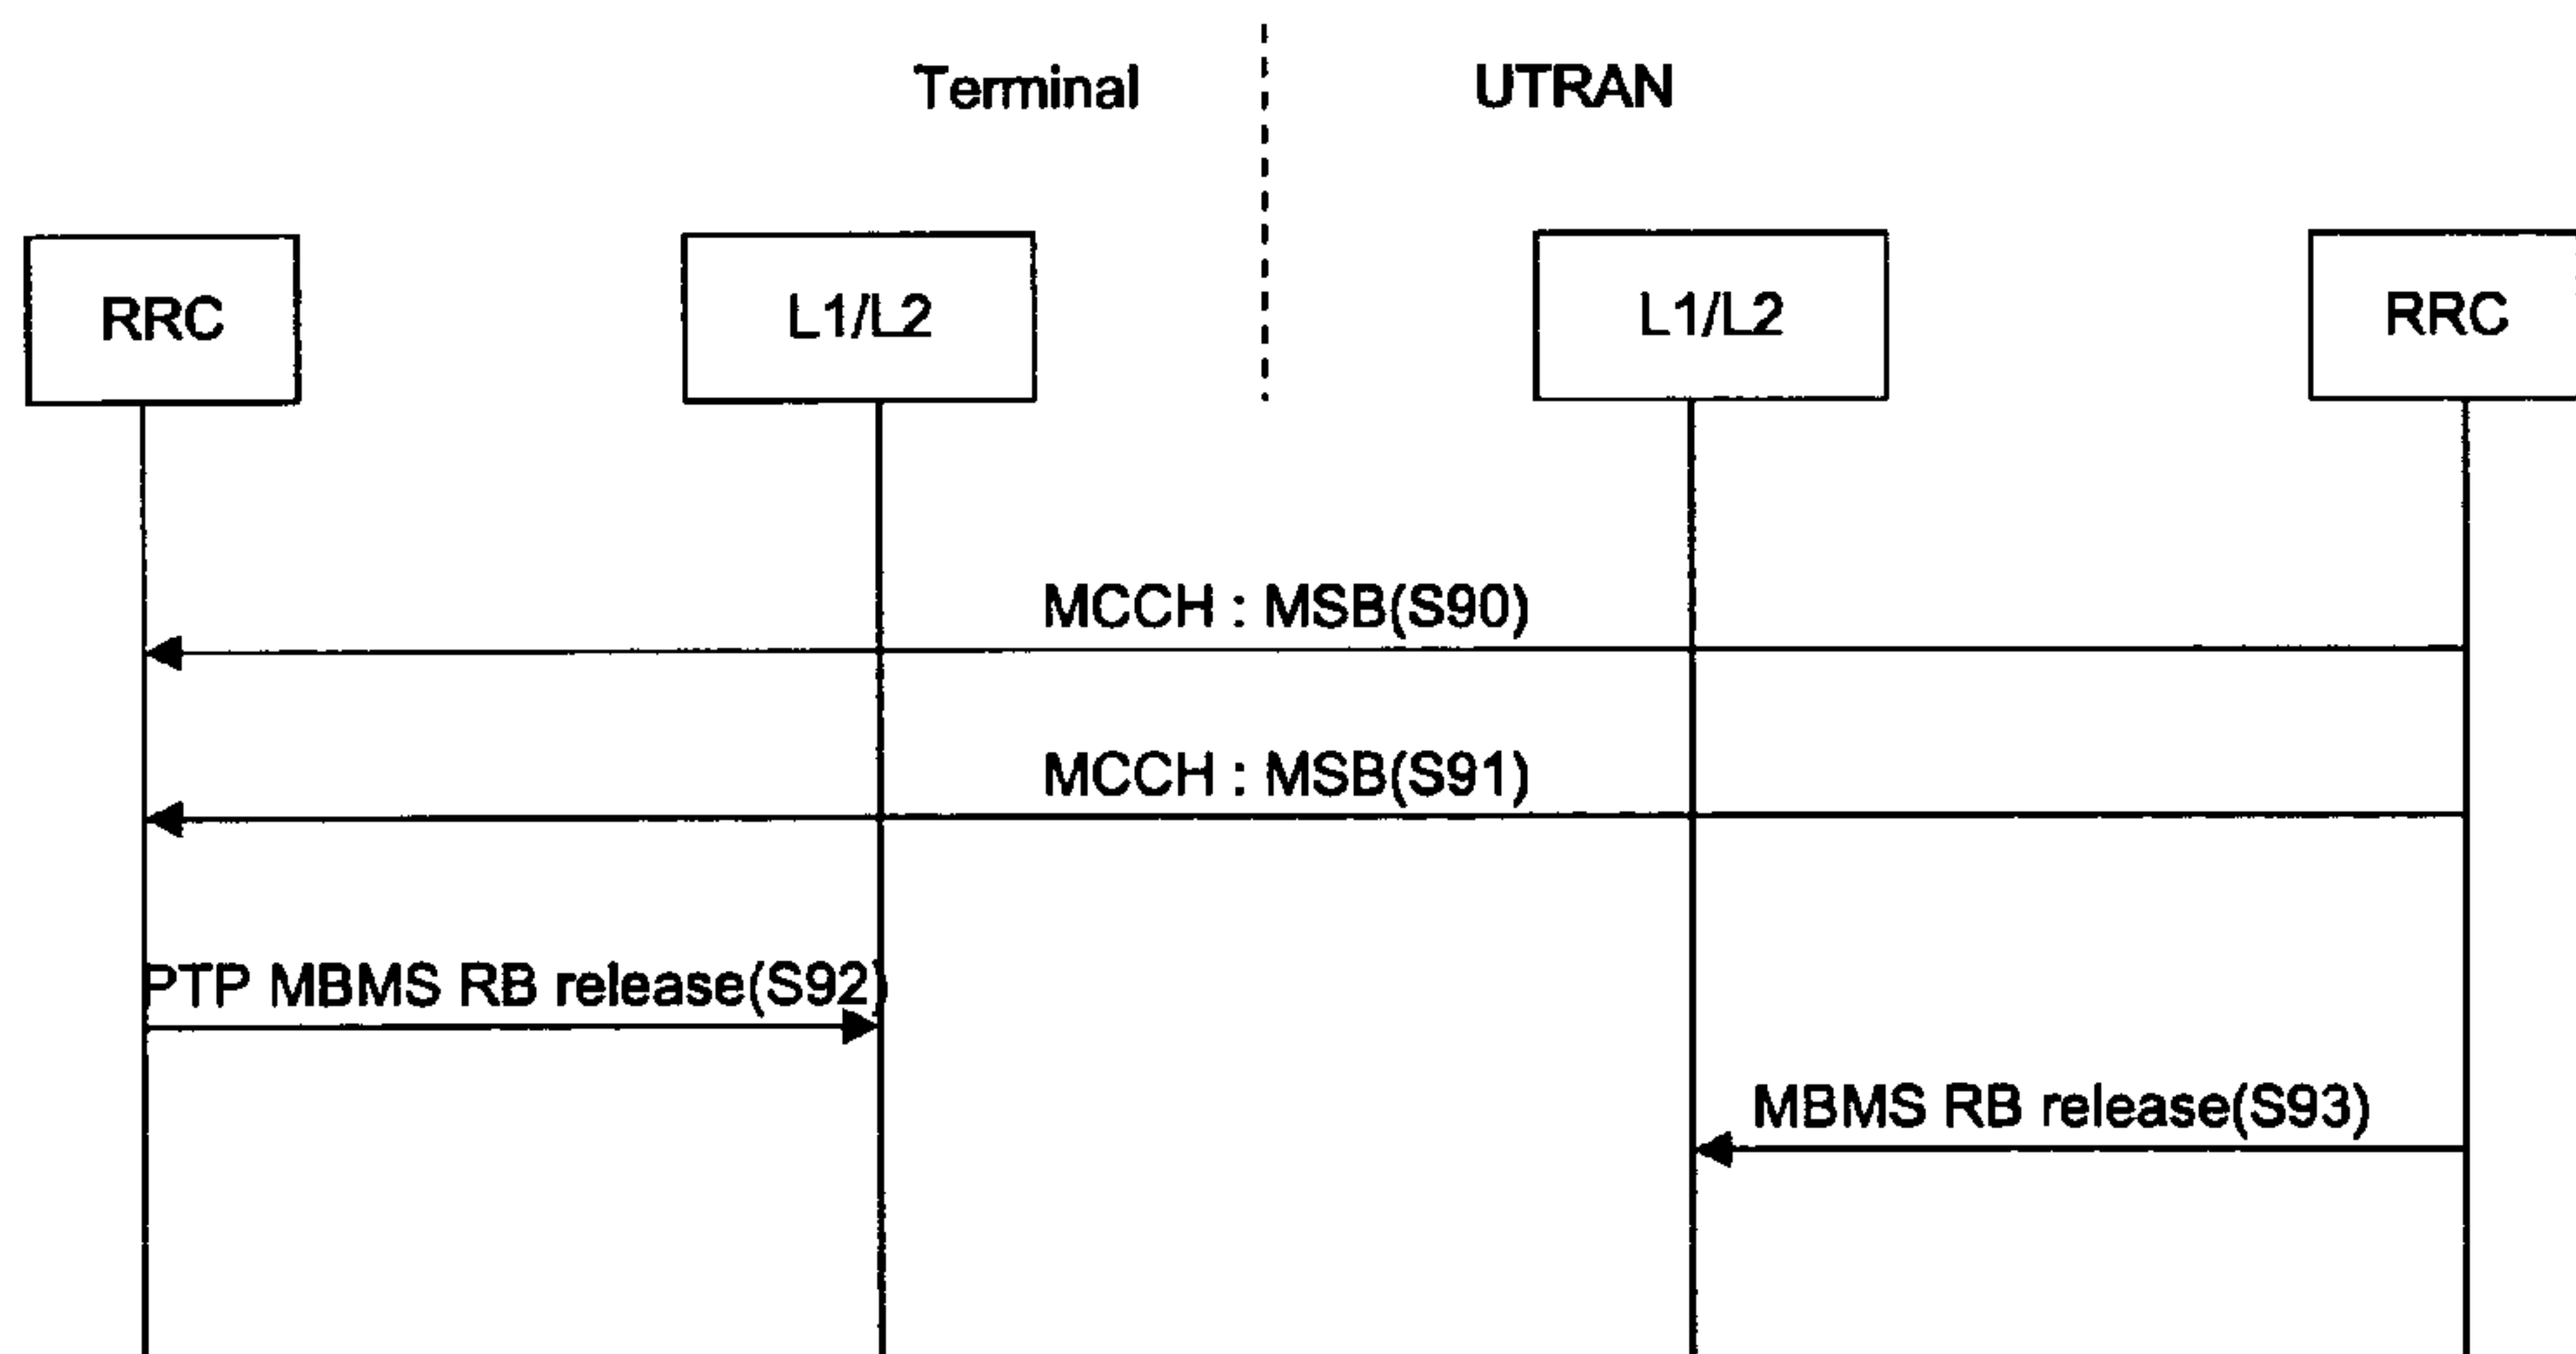 Terminal
UTRAN
RRC
L1/L2
L1/L2
RRC
MCCH : MSB(S90)
MCCH : MSB(S91)
PTP MBMS RB release(S92)
MBMS RB release(S93)